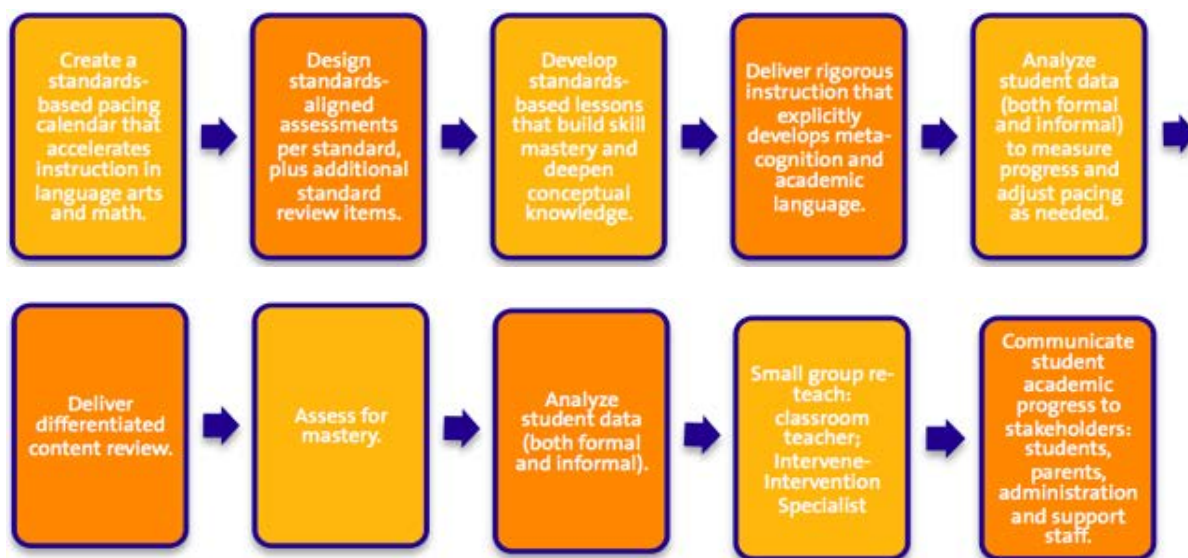 Create a
standards-
based pacing
calendar that
accelerates
instruction in
language arts
and math.
Design
standards-
aligned
assessments
per standard,
plus additional
standard
review items.
Develop
standards-
based lessons
that build skill
mastery and
deepen
conceptual
knowledge.
Deliver rigorous
instruction that
explicitly
develops meta-
cognition and
academic
language.
Analyze
student data
(both formal
and informal)
to measure
progress and
adjust pacing
as needed.
Deliver
differentiated
content review.
Assess for
mastery.
Analyze
student data
(both formal
and informal).
Small group re-
teach:
classroom
teacher;
Intervene-
Intervention
Specialist
Communicate
student
academic
progress to
stakeholders:
students,
parents,
administration
and support
staff.